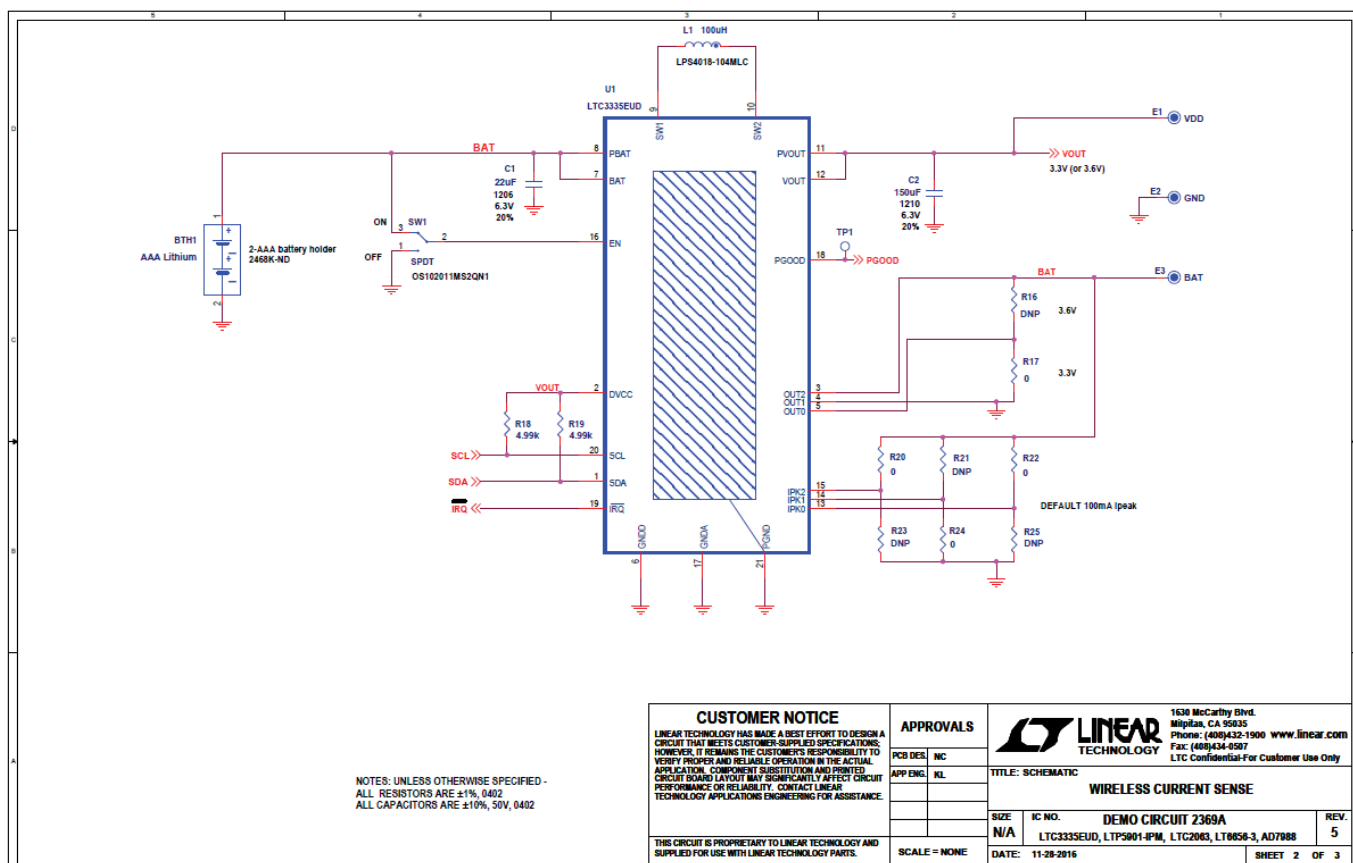 5 4 3 2 1
D
C
B
A
L1 100uH
LPS4018-104MLC
U1
LTC3335EUD
9
SW1
10
SW2
BAT
8 PBAT
7 BAT
C1
22uF
1206
6.3V
20%
ON
3
SW1
2
16 EN
1
OFF
SPDT
OS102011MS2QN1
1
BTH1
AAA Lithium
+
−
+
−
2-AAA battery holder
2468K-ND
2
PVOUT 11
VOUT 12
C2
150uF
1210
6.3V
20%
E1 VDD
VOUT
3.3V (or 3.6V)
E2 GND
TP1
PGOOD 18 PGOOD
BAT
E3 BAT
R16
DNP 3.6V
R17
0 3.3V
OUT2 3
OUT1 4
OUT0 5
VOUT
2 DVCC
R18
4.99k
R19
4.99k
SCL 20 SCL
SDA 1 SDA
IRQ 19 IRQ
R20
0
R21
DNP
R22
0
IPK2 15
IPK1 14
IPK0 13
DEFAULT 100mA Ipeak
R23
DNP
R24
0
R25
DNP
GNDD
6
GNDA
17
PGND
21
NOTES: UNLESS OTHERWISE SPECIFIED -
ALL RESISTORS ARE ±1%, 0402
ALL CAPACITORS ARE ±10%, 50V, 0402
CUSTOMER NOTICE
LINEAR TECHNOLOGY HAS MADE A BEST EFFORT TO DESIGN A
CIRCUIT THAT MEETS CUSTOMER-SUPPLIED SPECIFICATIONS;
HOWEVER, IT REMAINS THE CUSTOMER'S RESPONSIBILITY TO
VERIFY PROPER AND RELIABLE OPERATION IN THE ACTUAL
APPLICATION. COMPONENT SUBSTITUTION AND PRINTED
CIRCUIT BOARD LAYOUT MAY SIGNIFICANTLY AFFECT CIRCUIT
PERFORMANCE OR RELIABILITY. CONTACT LINEAR
TECHNOLOGY APPLICATIONS ENGINEERING FOR ASSISTANCE.
THIS CIRCUIT IS PROPRIETARY TO LINEAR TECHNOLOGY AND
SUPPLIED FOR USE WITH LINEAR TECHNOLOGY PARTS.
APPROVALS
PCB DES. NC
APP ENG. KL
SCALE = NONE
LINEAR
TECHNOLOGY
1630 McCarthy Blvd.
Milpitas, CA 95035
Phone: (408)432-1900 www.linear.com
Fax: (408)434-0507
LTC Confidential-For Customer Use Only
TITLE: SCHEMATIC
WIRELESS CURRENT SENSE
SIZE
N/A
IC NO.
DEMO CIRCUIT 2369A
LTC3335EUD, LTP5901-IPM, LTC2063, LT6656-3, AD7988
REV.
5
DATE: 11-28-2016
SHEET 2 OF 3